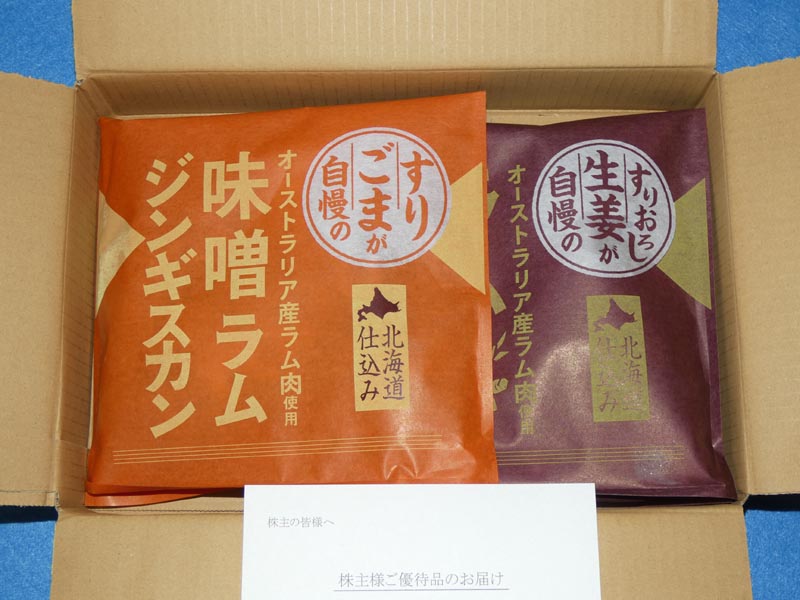 すり
ごまが
自慢の
オーストラリア産ラム肉使用
味噌ラム
ジンギスカン
北海道
仕込み
すりおろし
生姜が
自慢の
オーストラリア産ラム肉使用
北海道
仕込み
株主の皆様へ
株主様ご優待品のお届け